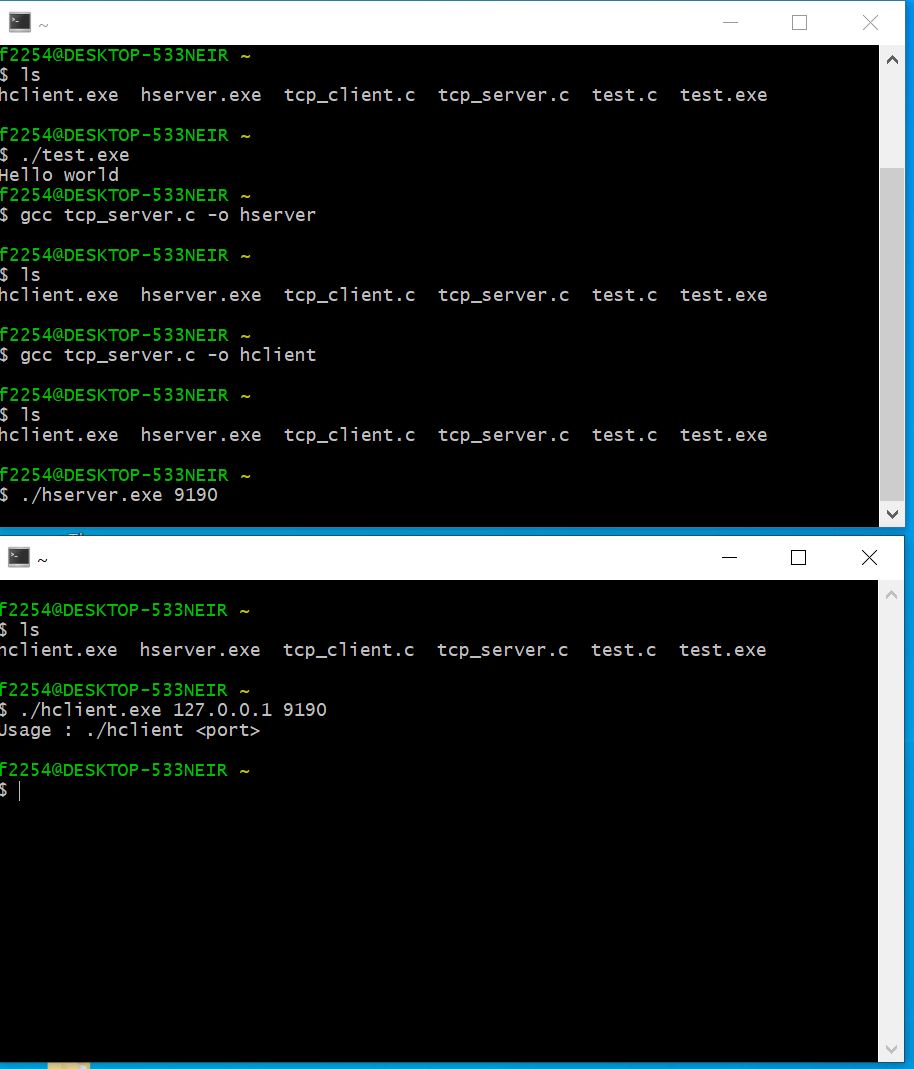 ~
f2254@DESKTOP-533NEIR ~
$ ls
hclient.exe  hserver.exe  tcp_client.c  tcp_server.c  test.c  test.exe
f2254@DESKTOP-533NEIR ~
$ ./test.exe
Hello world
f2254@DESKTOP-533NEIR ~
$ gcc tcp_server.c -o hserver
f2254@DESKTOP-533NEIR ~
$ ls
hclient.exe  hserver.exe  tcp_client.c  tcp_server.c  test.c  test.exe
f2254@DESKTOP-533NEIR ~
$ gcc tcp_server.c -o hclient
f2254@DESKTOP-533NEIR ~
$ ls
hclient.exe  hserver.exe  tcp_client.c  tcp_server.c  test.c  test.exe
f2254@DESKTOP-533NEIR ~
$ ./hserver.exe 9190
~
f2254@DESKTOP-533NEIR ~
$ ls
hclient.exe  hserver.exe  tcp_client.c  tcp_server.c  test.c  test.exe
f2254@DESKTOP-533NEIR ~
$ ./hclient.exe 127.0.0.1 9190
Usage : ./hclient <port>
f2254@DESKTOP-533NEIR ~
$